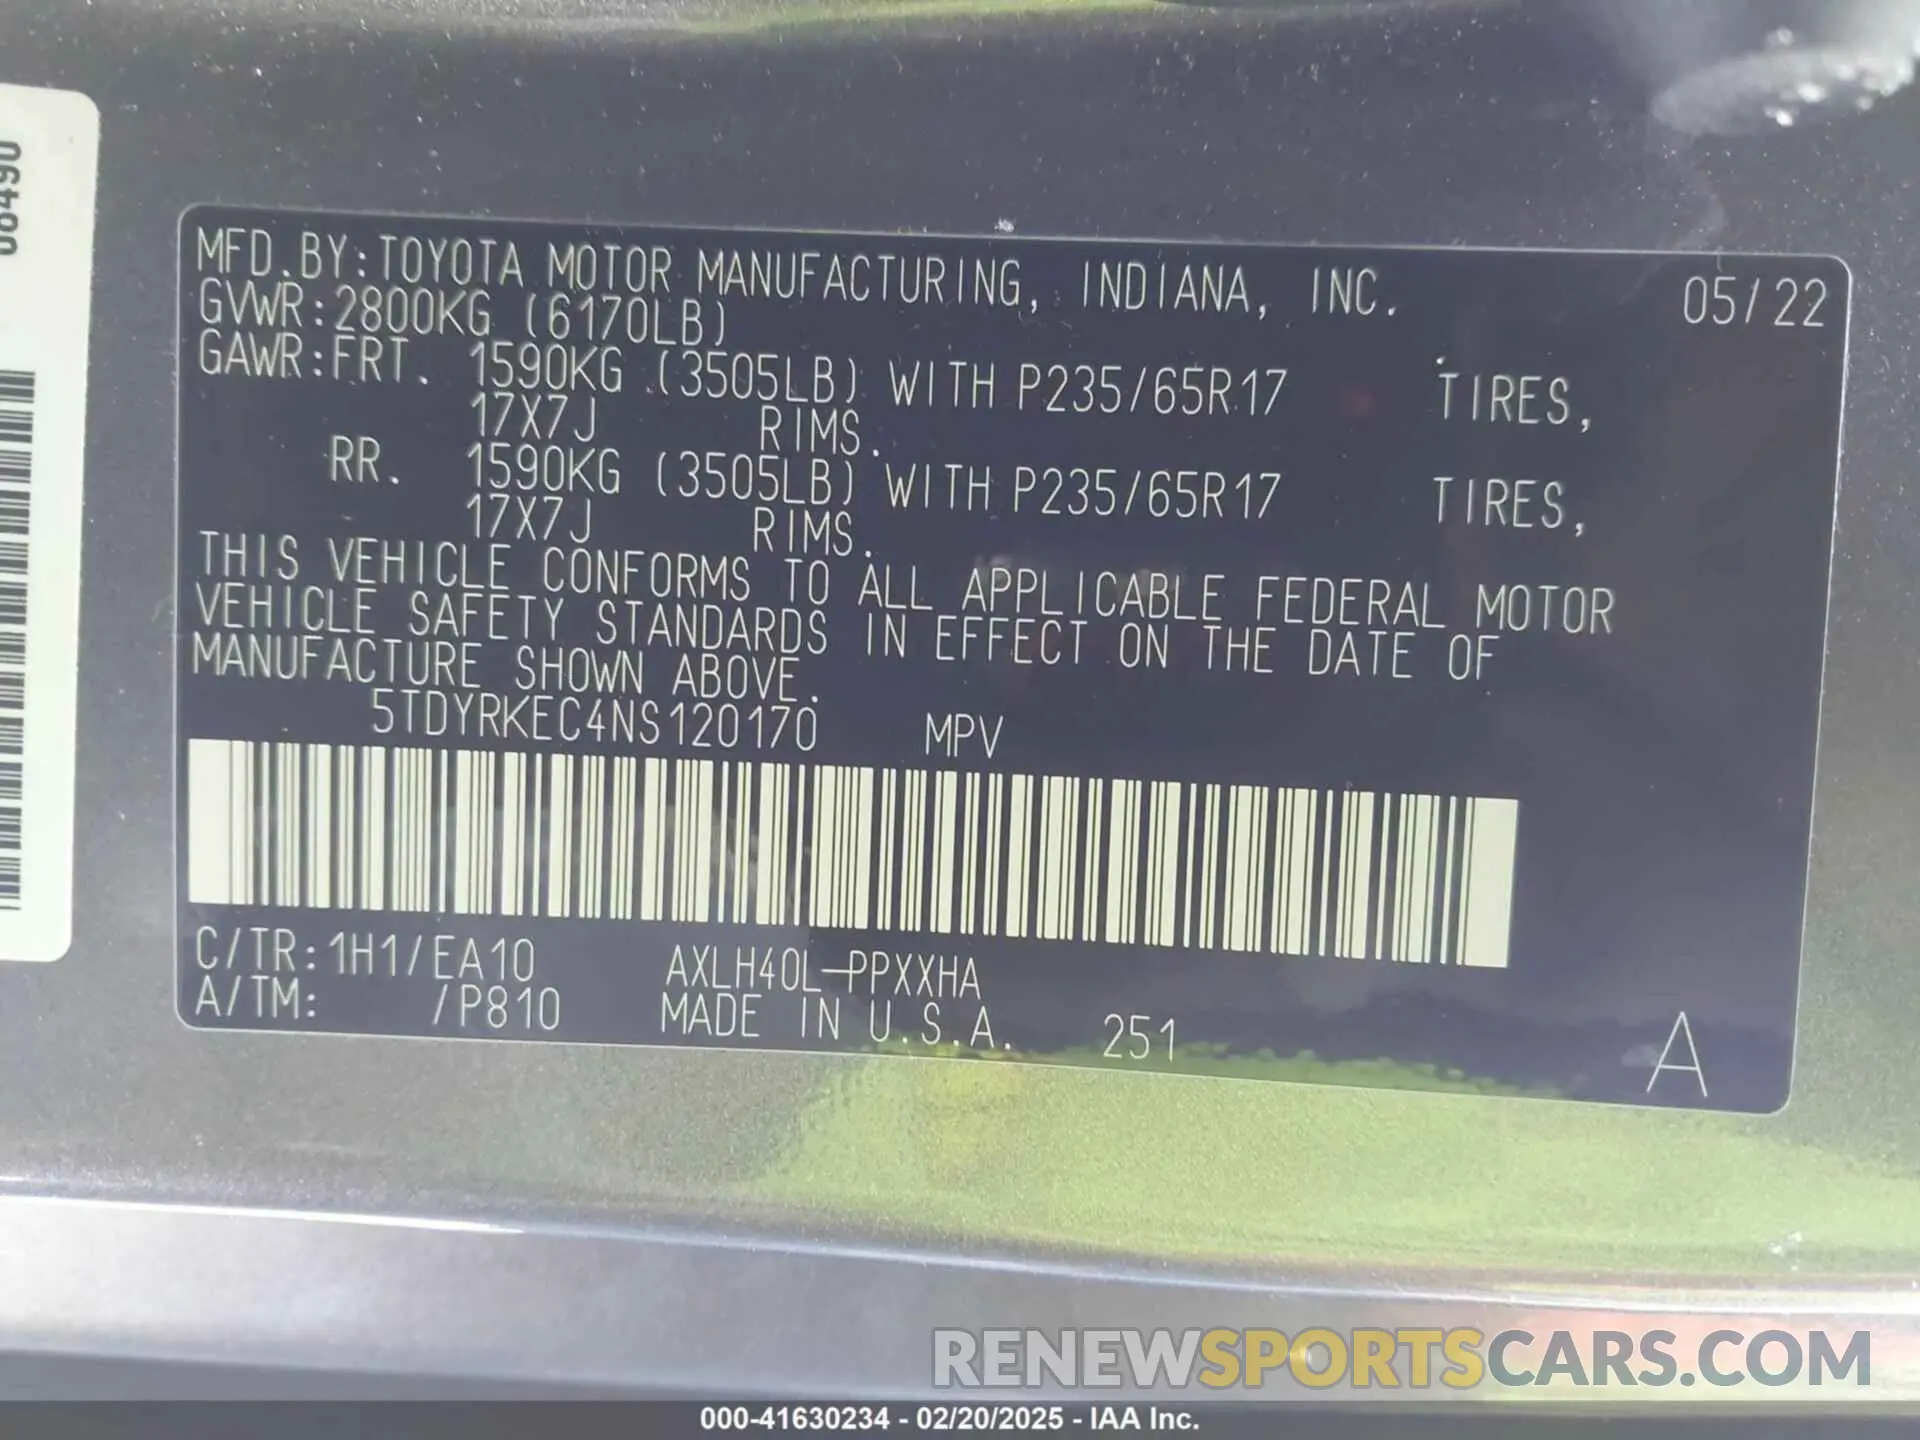 06490
MFD.BY:TOYOTA MOTOR MANUFACTURING, INDIANA, INC. 05/22
GVWR:2800KG (6170LB)
GAWR:FRT. 1590KG (3505LB) WITH P235/65R17 TIRES,
17X7J RIMS.
RR. 1590KG (3505LB) WITH P235/65R17 TIRES,
17X7J RIMS.
THIS VEHICLE CONFORMS TO ALL APPLICABLE FEDERAL MOTOR
VEHICLE SAFETY STANDARDS IN EFFECT ON THE DATE OF
MANUFACTURE SHOWN ABOVE.
5TDYRKEC4NS120170 MPV
C/TR:1H1/EA10 AXLH40L-PPXXHA
A/TM: /P810 MADE IN U.S.A. 251 A
RENEWSPORTSCARS.COM
000-41630234 - 02/20/2025 - IAA Inc.